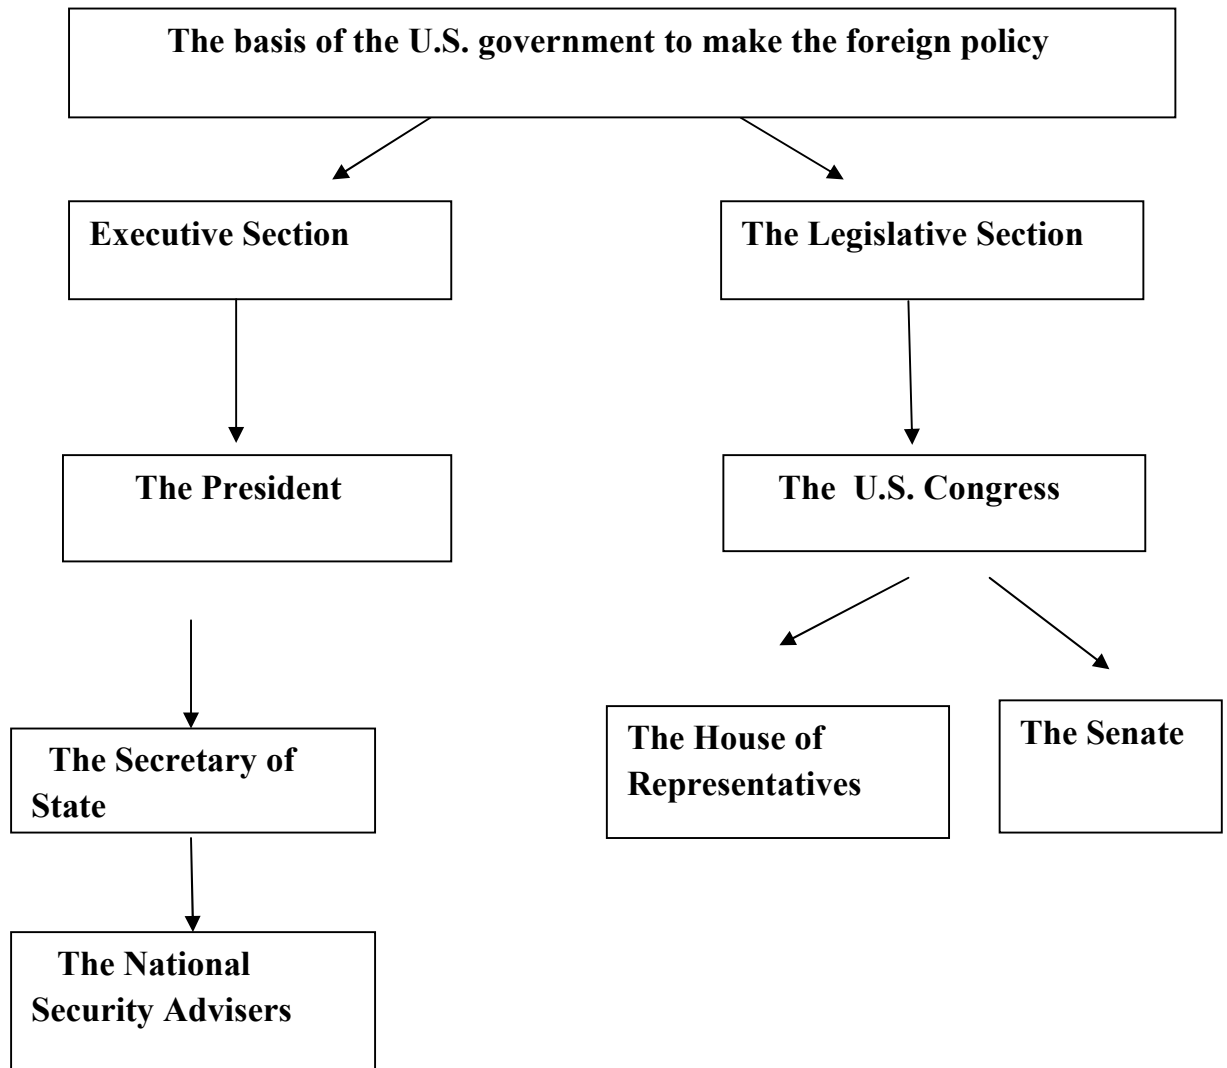 The basis of the U.S. government to make the foreign policy
Executive Section
The Legislative Section
The President
The U.S. Congress
The Secretary of
State
The House of
Representatives
The Senate
The National
Security Advisers